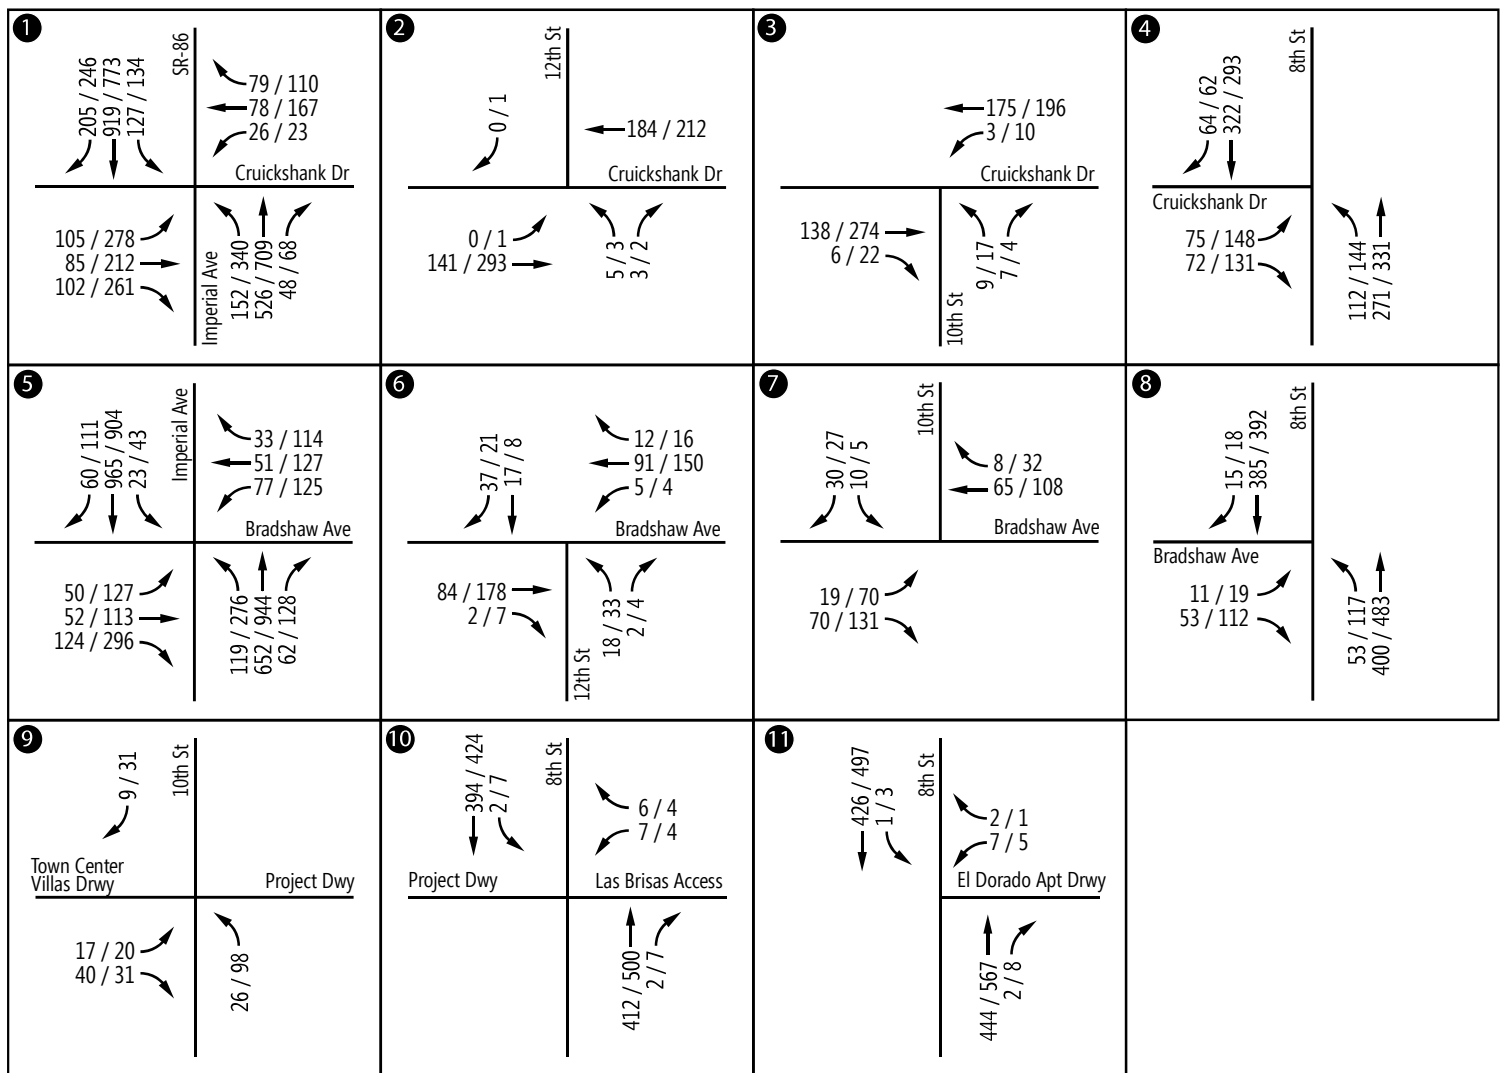 1
SR-86
205 / 246
919 / 773
127 / 134
79 / 110
78 / 167
26 / 23
Cruickshank Dr
105 / 278
85 / 212
102 / 261
Imperial Ave
152 / 340
526 / 709
48 / 68
2
12th St
0 / 1
184 / 212
Cruickshank Dr
0 / 1
141 / 293
5 / 3
3 / 2
3
175 / 196
3 / 10
Cruickshank Dr
138 / 274
6 / 22
10th St
9 / 17
7 / 4
4
8th St
64 / 62
322 / 293
Cruickshank Dr
75 / 148
72 / 131
112 / 144
271 / 331
5
Imperial Ave
60 / 111
965 / 904
23 / 43
33 / 114
51 / 127
77 / 125
Bradshaw Ave
50 / 127
52 / 113
124 / 296
119 / 276
652 / 944
62 / 128
6
37 / 21
17 / 8
12 / 16
91 / 150
5 / 4
Bradshaw Ave
84 / 178
2 / 7
12th St
18 / 33
2 / 4
7
10th St
30 / 27
10 / 5
8 / 32
65 / 108
Bradshaw Ave
19 / 70
70 / 131
8
8th St
15 / 18
385 / 392
Bradshaw Ave
11 / 19
53 / 112
53 / 117
400 / 483
9
10th St
9 / 31
Town Center
Villas Drwy
Project Dwy
17 / 20
40 / 31
26 / 98
10
8th St
394 / 424
2 / 7
6 / 4
7 / 4
Project Dwy
Las Brisas Access
412 / 500
2 / 7
11
8th St
426 / 497
1 / 3
2 / 1
7 / 5
El Dorado Apt Drwy
444 / 567
2 / 8